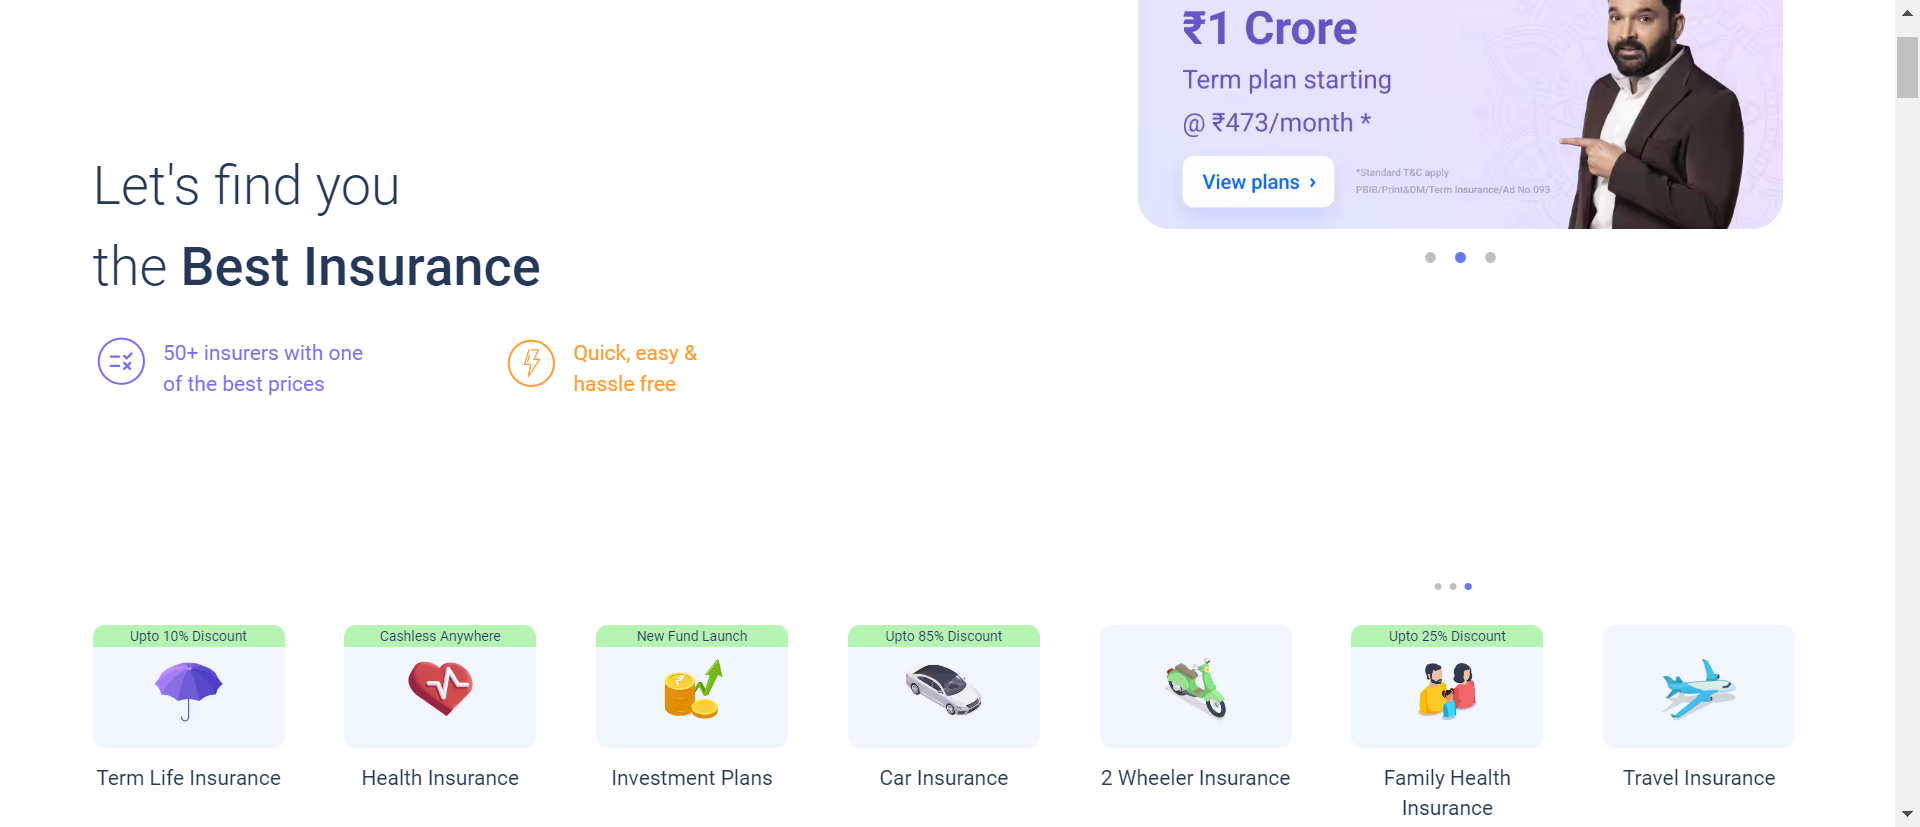 ₹1 Crore
Term plan starting
@ ₹473/month *
View plans ›
*Standard T&C apply
PBIB/Print&DM/Term Insurance/Ad No.093
Let's find you
the Best Insurance
50+ insurers with one
of the best prices
Quick, easy &
hassle free
Upto 10% Discount
Term Life Insurance
Cashless Anywhere
Health Insurance
New Fund Launch
Investment Plans
Upto 85% Discount
Car Insurance
2 Wheeler Insurance
Upto 25% Discount
Family Health
Insurance
Travel Insurance